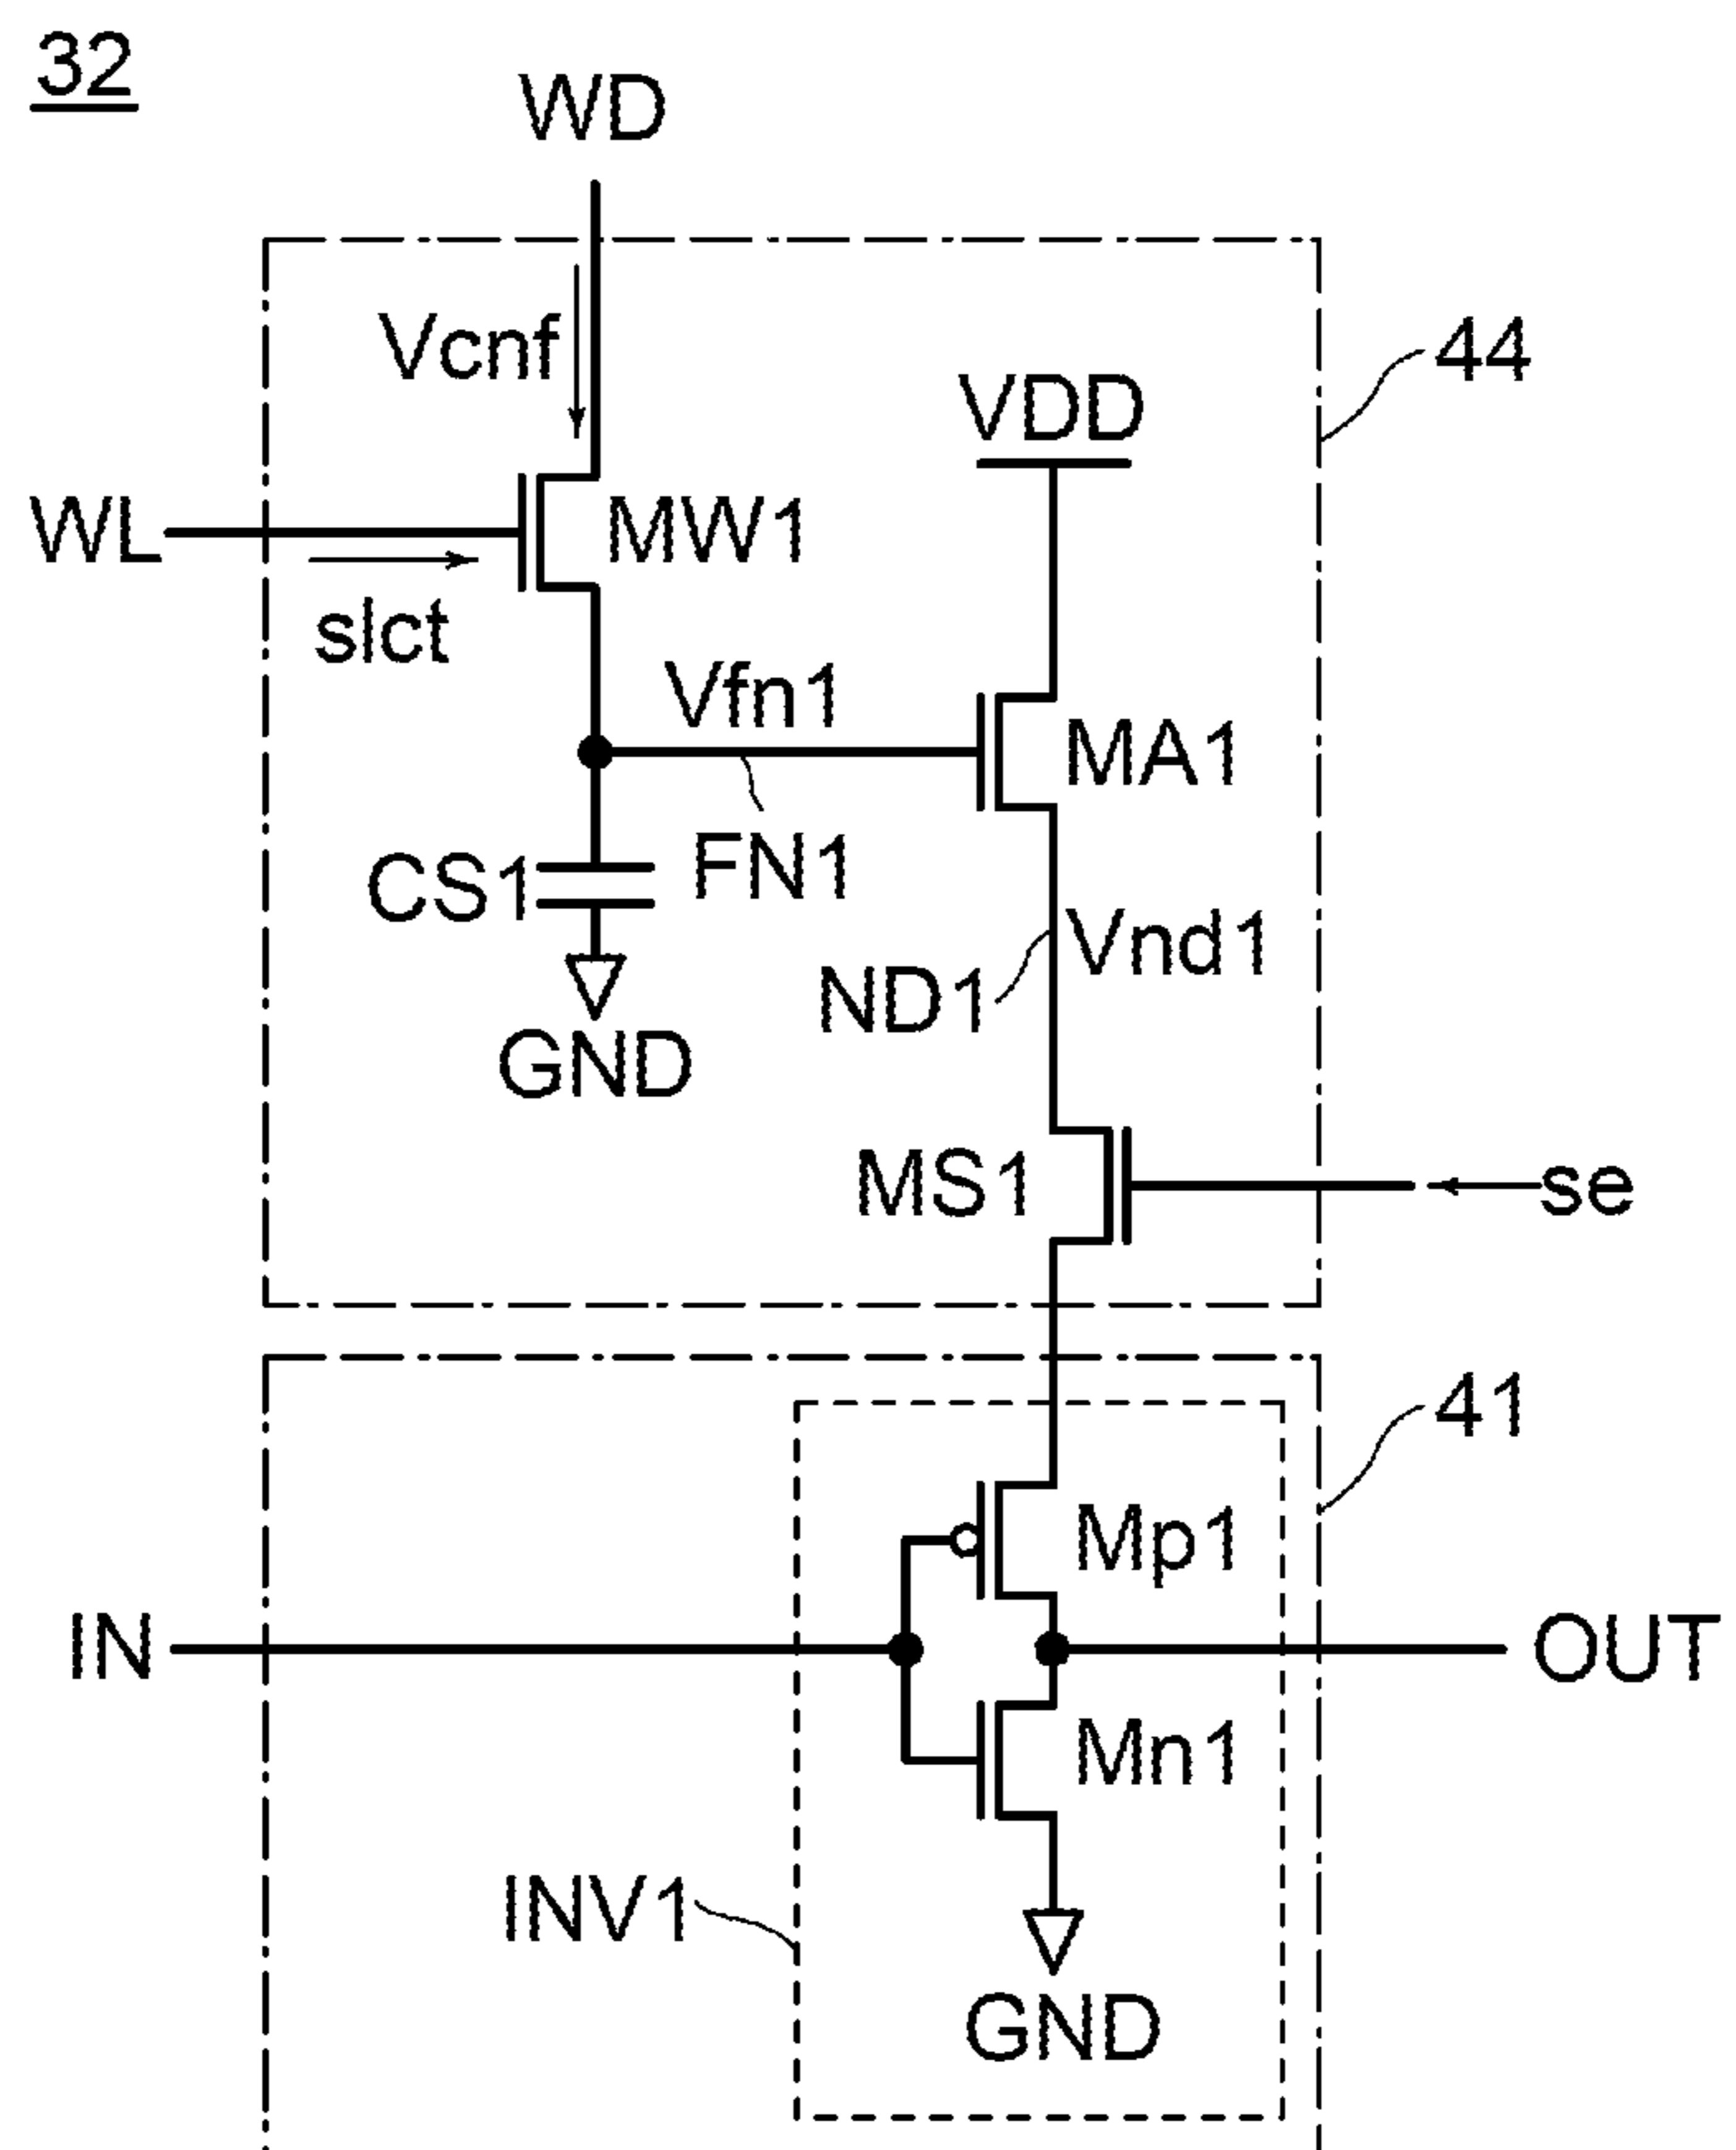 32
WD
Vcnf
44
VDD
WL
MW1
slct
Vfn1
MA1
CS1
FN1
Vnd1
ND1
GND
MS1
se
41
Mp1
IN
OUT
Mn1
INV1
GND